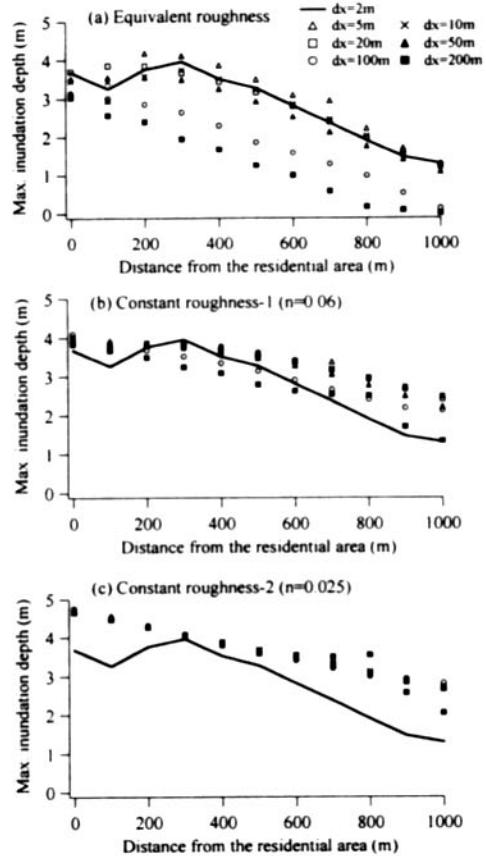 (a) Equivalent roughness
dx=2m
dx=5m
dx=10m
dx=20m
dx=50m
dx=100m
dx=200m
Max. inundation depth (m)
5
4
3
2
1
0
0 200 400 600 800 1000
Distance from the residential area (m)
(b) Constant roughness-1 (n=0 06)
Max inundation depth (m)
5
4
3
2
1
0
0 200 400 600 800 1000
Distance from the residential area (m)
(c) Constant roughness-2 (n=0.025)
Max inundation depth (m)
5
4
3
2
1
0
0 200 400 600 800 1000
Distance from the residential area (m)